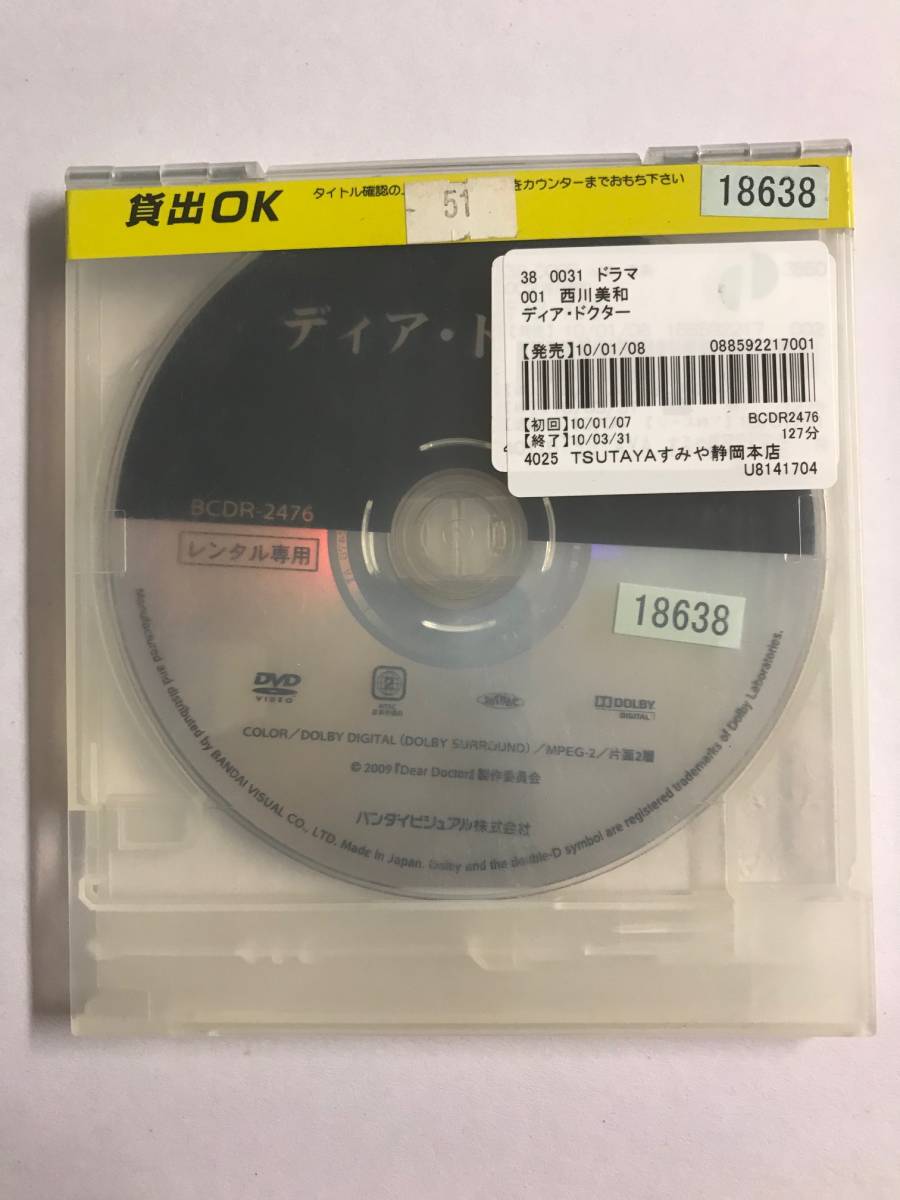 貸出OK
タイトル確認の上
をカウンターまでおもち下さい
51
18638
38 0031 ドラマ
001 西川美和
ディア・ドクター
【発売】10/01/08 088592217001
【初回】10/01/07 BCDR2476
【終了】10/03/31 127分
4025 TSUTAYAすみや静岡本店
U8141704
ディア・ド
BCDR-2476
レンタル専用
18638
DVD
VIDEO
2
DOLBY
DIGITAL
COLOR/DOLBY DIGITAL (DOLBY SURROUND)/MPEG-2/片面2層
© 2009『Dear Doctor』製作委員会
バンダイビジュアル株式会社
Manufactured and distributed by BANDAI VISUAL CO., LTD. Made in Japan. Dolby and the double-D symbol are registered trademarks of Dolby Laboratories.